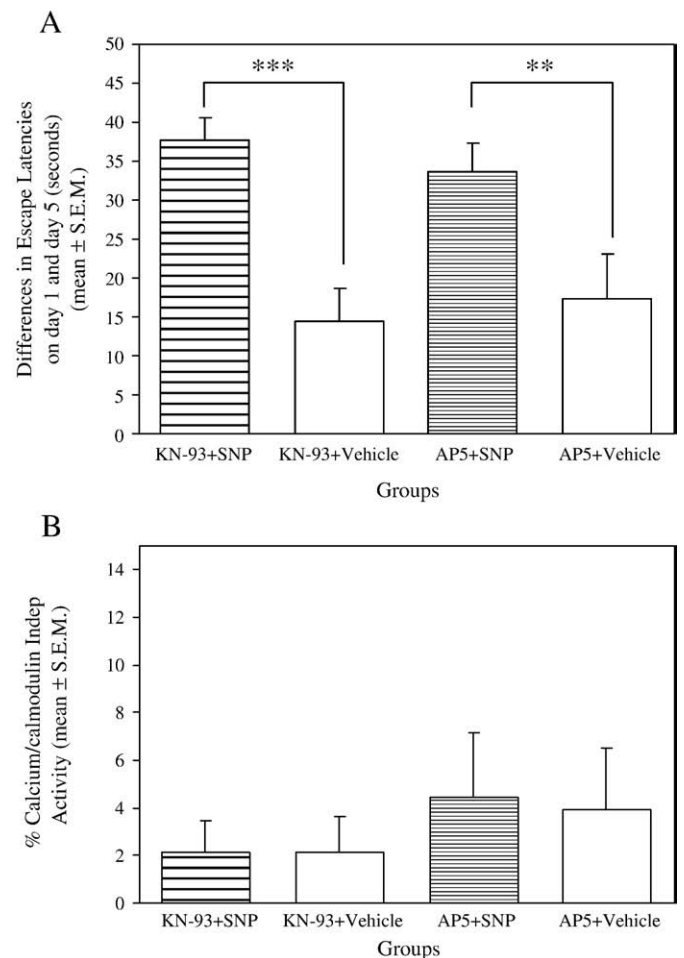 A
Differences in Escape Latencies
on day 1 and day 5 (seconds)
(mean ± S.E.M.)
50
45
40
35
30
25
20
15
10
5
0
***
**
KN-93+SNP
KN-93+Vehicle
AP5+SNP
AP5+Vehicle
Groups
B
% Calcium/calmodulin Indep
Activity (mean ± S.E.M.)
14
12
10
8
6
4
2
0
KN-93+SNP
KN-93+Vehicle
AP5+SNP
AP5+Vehicle
Groups